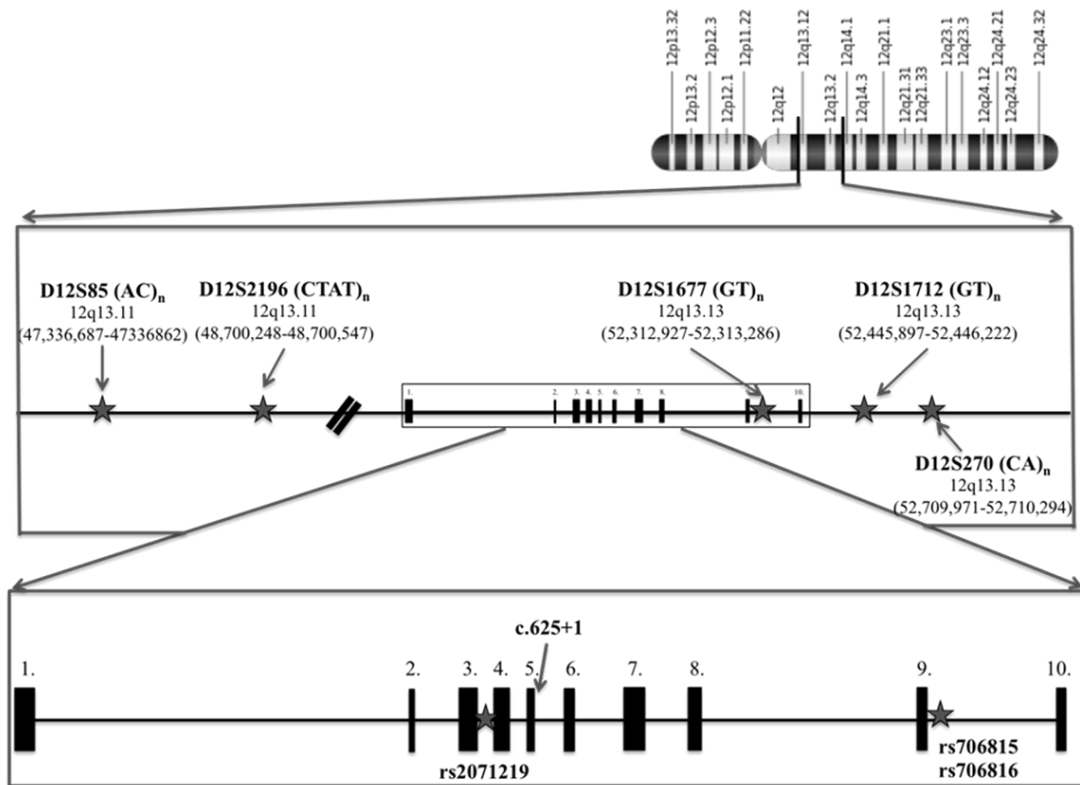 12p13.32
12p13.2
12p12.3
12p12.1
12p11.22
12q12
12q13.12
12q13.2
12q14.1
12q14.3
12q21.1
12q21.31
12q21.33
12q23.1
12q23.3
12q24.12
12q24.21
12q24.23
12q24.32
D12S85 (AC)n
12q13.11
(47,336,687-47336862)
D12S2196 (CTAT)n
12q13.11
(48,700,248-48,700,547)
D12S1677 (GT)n
12q13.13
(52,312,927-52,313,286)
D12S1712 (GT)n
12q13.13
(52,445,897-52,446,222)
1. 2. 3. 4. 5. 6. 7. 8. 10.
D12S270 (CA)n
12q13.13
(52,709,971-52,710,294)
c.625+1
1. 2. 3. 4. 5. 6. 7. 8. 9. 10.
rs2071219
rs706815
rs706816